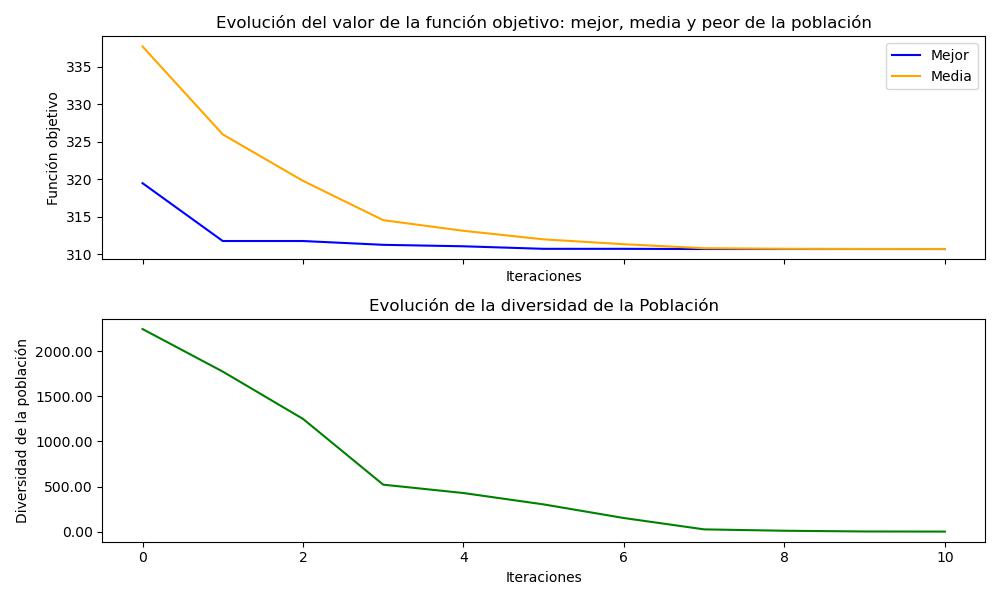 Evolución del valor de la función objetivo: mejor, media y peor de la población
Función objetivo
335
330
325
320
315
310
Mejor
Media
Iteraciones
Evolución de la diversidad de la Población
Diversidad de la población
2000.00
1500.00
1000.00
500.00
0.00
0 2 4 6 8 10
Iteraciones